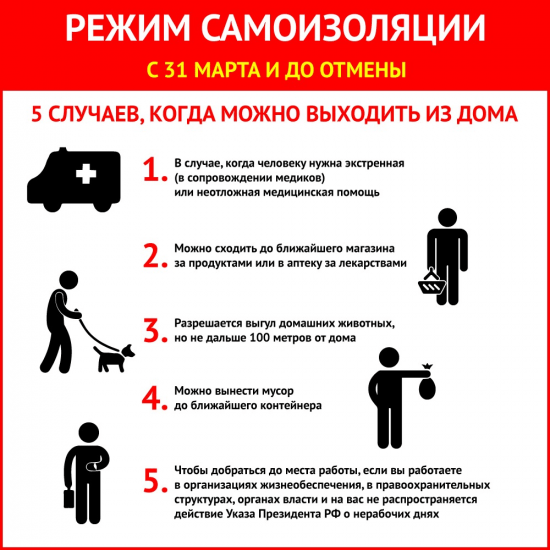 РЕЖИМ САМОИЗОЛЯЦИИ
С 31 МАРТА И ДО ОТМЕНЫ
5 СЛУЧАЕВ, КОГДА МОЖНО ВЫХОДИТЬ ИЗ ДОМА
1. В случае, когда человеку нужна экстренная
(в сопровождении медиков)
или неотложная медицинская помощь
2. Можно сходить до ближайшего магазина
за продуктами или в аптеку за лекарствами
3. Разрешается выгул домашних животных,
но не дальше 100 метров от дома
4. Можно вынести мусор
до ближайшего контейнера
5. Чтобы добраться до места работы, если вы работаете
в организациях жизнеобеспечения, в правоохранительных
структурах, органах власти и на вас не распространяется
действие Указа Президента РФ о нерабочих днях